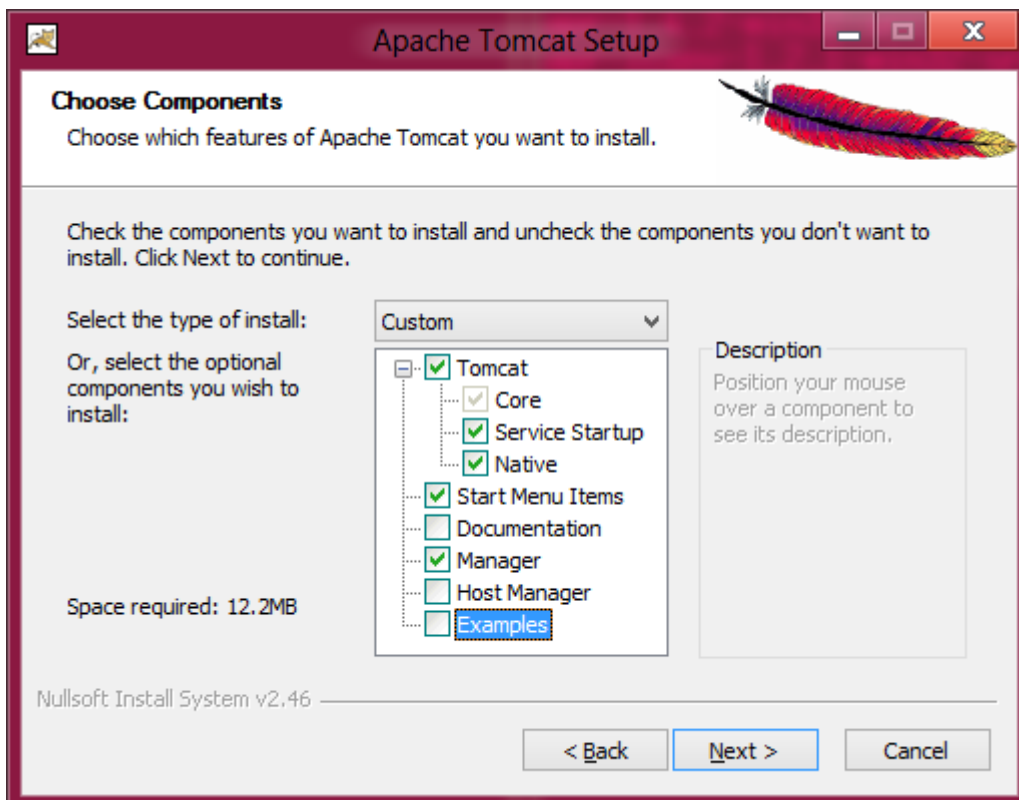 Apache Tomcat Setup
Choose Components
Choose which features of Apache Tomcat you want to install.
Check the components you want to install and uncheck the components you don't want to
install. Click Next to continue.
Select the type of install:
Custom
Or, select the optional
components you wish to
install:
Tomcat
Core
Service Startup
Native
Start Menu Items
Documentation
Manager
Host Manager
Examples
Description
Position your mouse
over a component to
see its description.
Space required: 12.2MB
Nullsoft Install System v2.46
< Back
Next >
Cancel